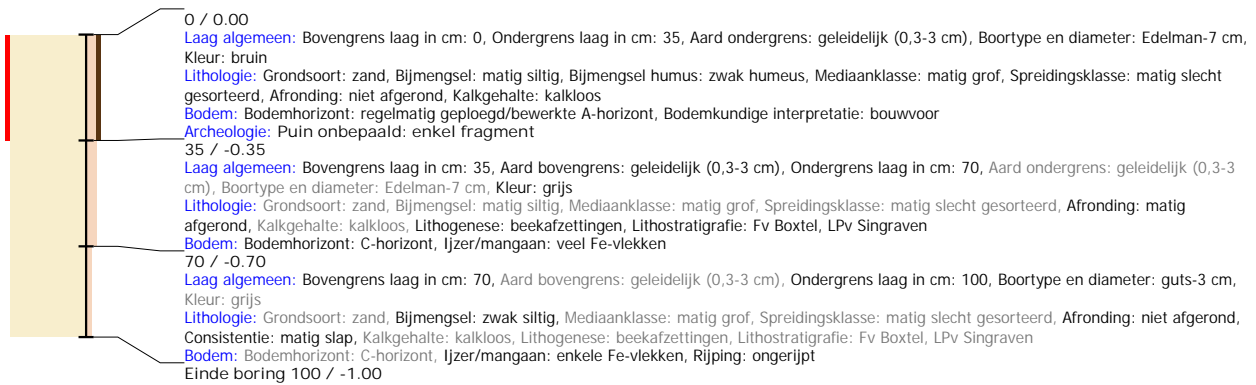 0 / 0.00
Laag algemeen: Bovengrens laag in cm: 0, Ondergrens laag in cm: 35, Aard ondergrens: geleidelijk (0,3-3 cm), Boortype en diameter: Edelman-7 cm,
Kleur: bruin
Lithologie: Grondsoort: zand, Bijmengsel: matig siltig, Bijmengsel humus: zwak humeus, Mediaanklasse: matig grof, Spreidingsklasse: matig slecht
gesorteerd, Afronding: niet afgerond, Kalkgehalte: kalkloos
Bodem: Bodemhorizont: regelmatig geploegd/bewerkte A-horizont, Bodemkundige interpretatie: bouwvoor
Archeologie: Puin onbepaald: enkel fragment
35 / -0.35
Laag algemeen: Bovengrens laag in cm: 35, Aard bovengrens: geleidelijk (0,3-3 cm), Ondergrens laag in cm: 70, Aard ondergrens: geleidelijk (0,3-3
cm), Boortype en diameter: Edelman-7 cm, Kleur: grijs
Lithologie: Grondsoort: zand, Bijmengsel: matig siltig, Mediaanklasse: matig grof, Spreidingsklasse: matig slecht gesorteerd, Afronding: matig
afgerond, Kalkgehalte: kalkloos, Lithogenese: beekafzettingen, Lithostratigrafie: Fv Boxtel, LPv Singraven
Bodem: Bodemhorizont: C-horizont, Ijzer/mangaan: veel Fe-vlekken
70 / -0.70
Laag algemeen: Bovengrens laag in cm: 70, Aard bovengrens: geleidelijk (0,3-3 cm), Ondergrens laag in cm: 100, Boortype en diameter: guts-3 cm,
Kleur: grijs
Lithologie: Grondsoort: zand, Bijmengsel: zwak siltig, Mediaanklasse: matig grof, Spreidingsklasse: matig slecht gesorteerd, Afronding: niet afgerond,
Consistentie: matig slap, Kalkgehalte: kalkloos, Lithogenese: beekafzettingen, Lithostratigrafie: Fv Boxtel, LPv Singraven
Bodem: Bodemhorizont: C-horizont, Ijzer/mangaan: enkele Fe-vlekken, Rijping: ongerijpt
Einde boring 100 / -1.00